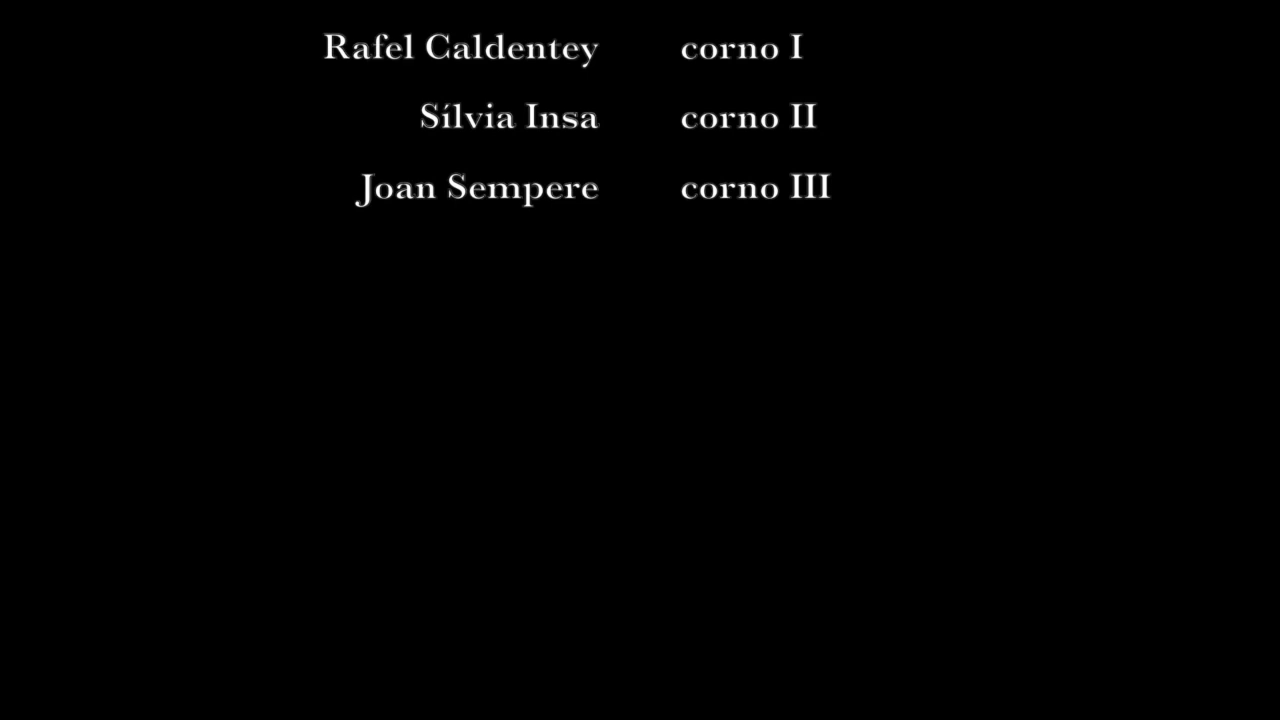 Rafel Caldentey corno I
Sílvia Insa corno II
Joan Sempere corno III